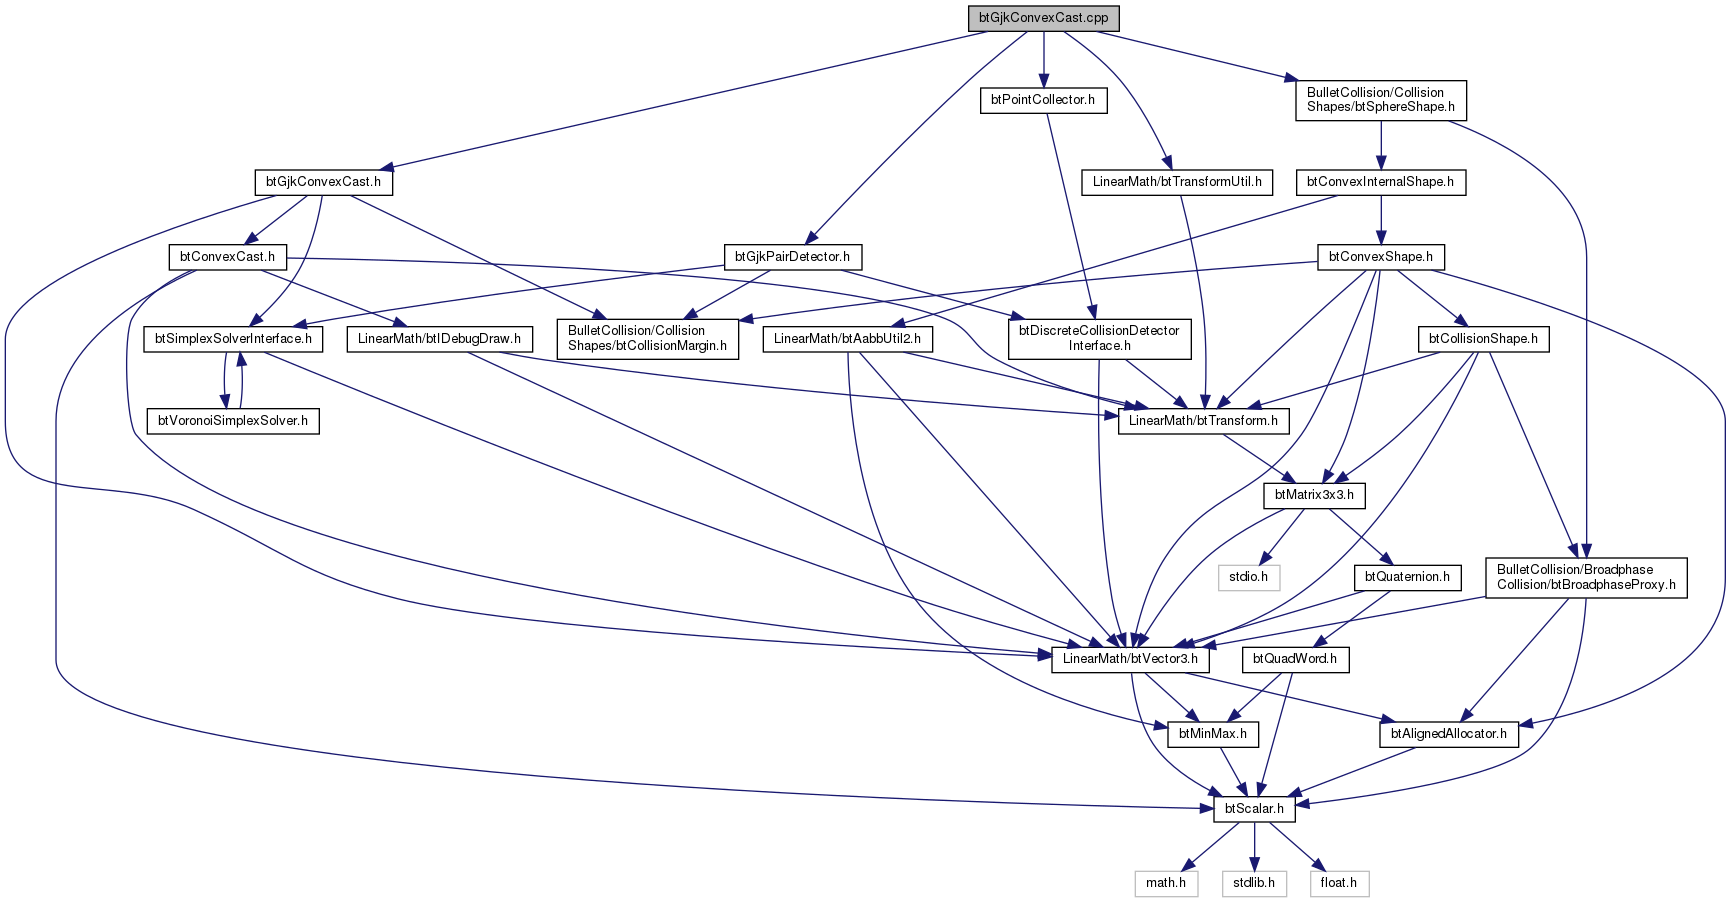 btGjkConvexCast.cpp
BulletCollision/Collision
Shapes/btSphereShape.h
btPointCollector.h
btGjkConvexCast.h
LinearMath/btTransformUtil.h
btConvexInternalShape.h
btConvexCast.h
btGjkPairDetector.h
btConvexShape.h
btSimplexSolverInterface.h
LinearMath/btIDebugDraw.h
BulletCollision/Collision
Shapes/btCollisionMargin.h
LinearMath/btAabbUtil2.h
btDiscreteCollisionDetector
Interface.h
btCollisionShape.h
btVoronoiSimplexSolver.h
LinearMath/btTransform.h
btMatrix3x3.h
stdio.h
btQuaternion.h
BulletCollision/Broadphase
Collision/btBroadphaseProxy.h
LinearMath/btVector3.h
btQuadWord.h
btMinMax.h
btAlignedAllocator.h
btScalar.h
math.h
stdlib.h
float.h